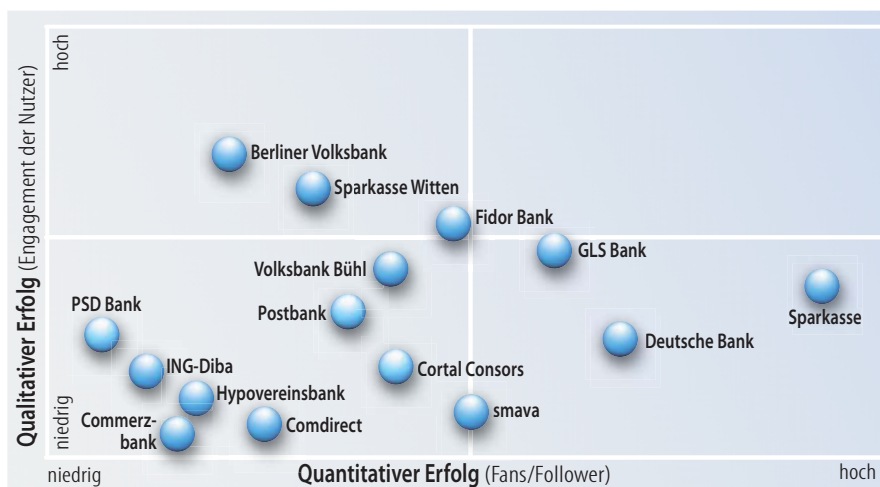 Qualitativer Erfolg (Engagement der Nutzer)
hoch
niedrig
Berliner Volksbank
Sparkasse Witten
Fidor Bank
GLS Bank
Volksbank Bühl
Sparkasse
PSD Bank
Postbank
Deutsche Bank
ING-Diba
Cortal Consors
Hypovereinsbank
smava
Commerz-
bank
Comdirect
niedrig
Quantitativer Erfolg (Fans/Follower)
hoch